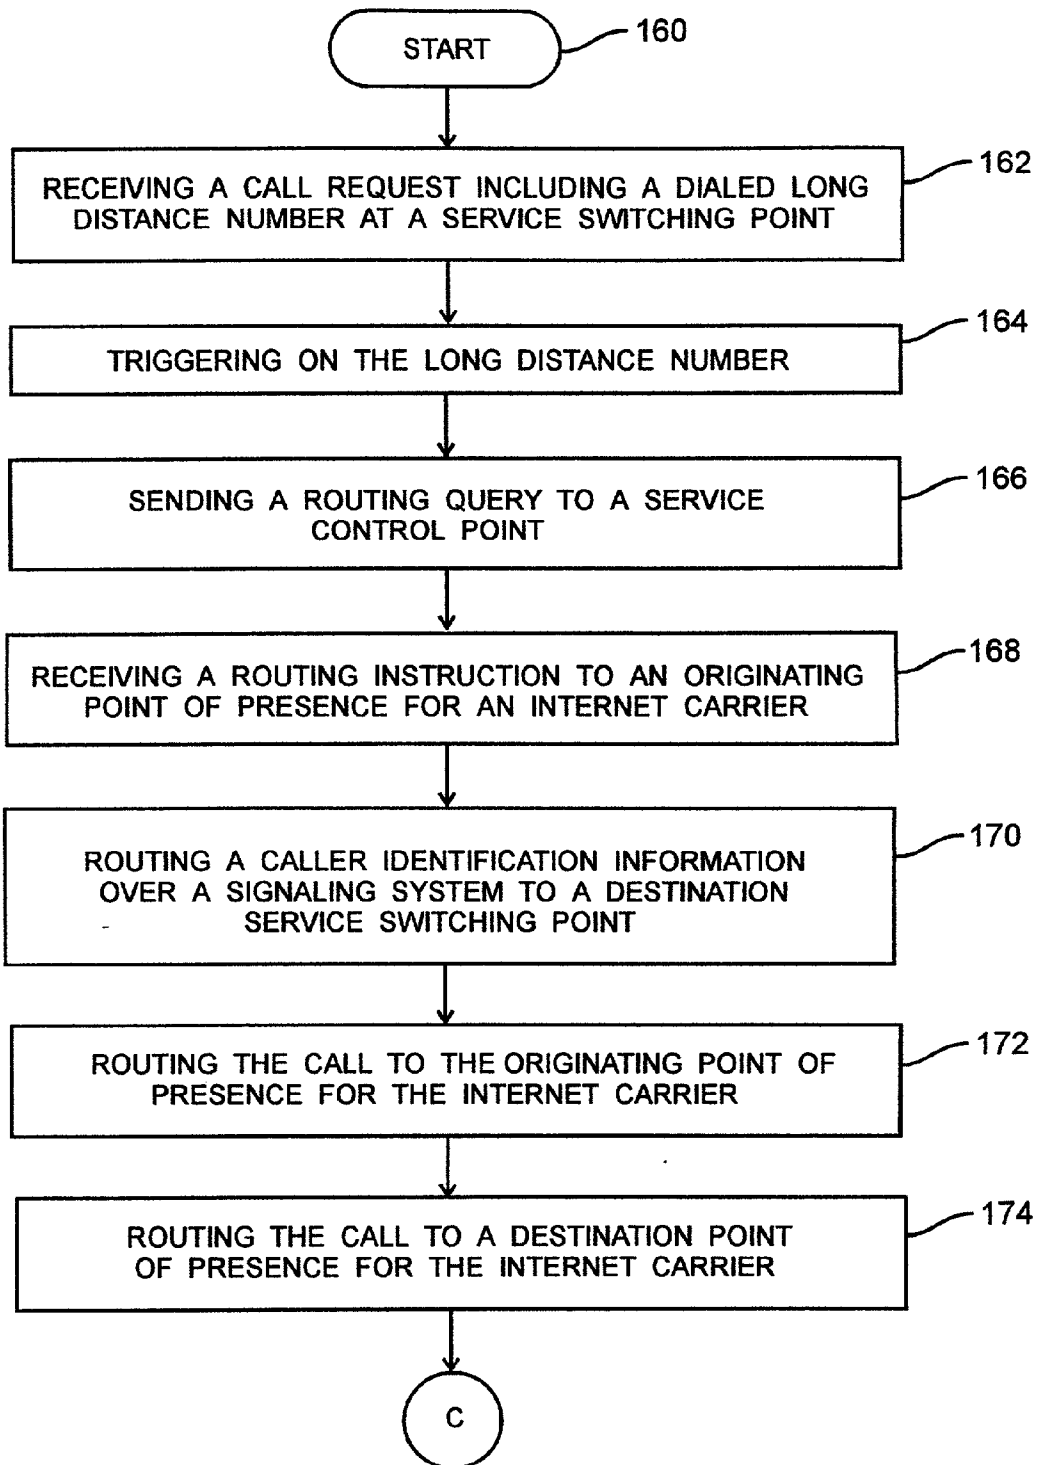 START
160
RECEIVING A CALL REQUEST INCLUDING A DIALED LONG
DISTANCE NUMBER AT A SERVICE SWITCHING POINT
162
TRIGGERING ON THE LONG DISTANCE NUMBER
164
SENDING A ROUTING QUERY TO A SERVICE
CONTROL POINT
166
RECEIVING A ROUTING INSTRUCTION TO AN ORIGINATING
POINT OF PRESENCE FOR AN INTERNET CARRIER
168
ROUTING A CALLER IDENTIFICATION INFORMATION
OVER A SIGNALING SYSTEM TO A DESTINATION
SERVICE SWITCHING POINT
170
ROUTING THE CALL TO THE ORIGINATING POINT OF
PRESENCE FOR THE INTERNET CARRIER
172
ROUTING THE CALL TO A DESTINATION POINT
OF PRESENCE FOR THE INTERNET CARRIER
174
C